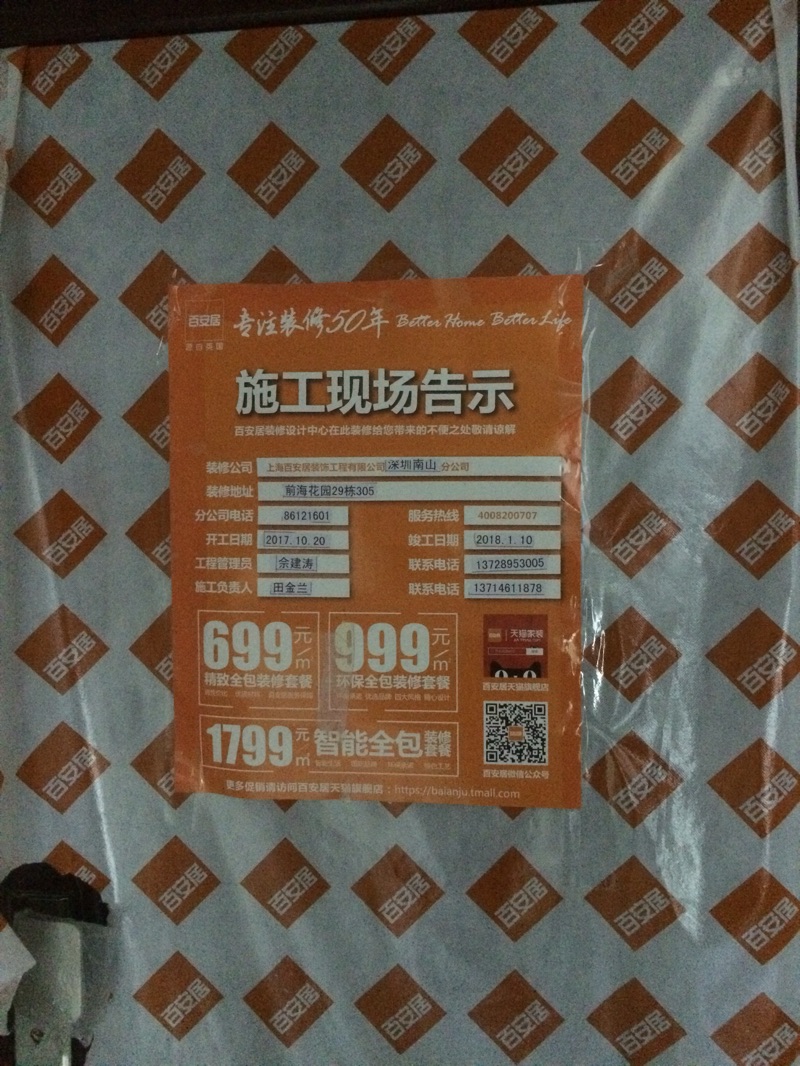 百安居
源自英国
专注装修50年 Better Home Better Life
施工现场告示
百安居装修设计中心在此装修给您带来的不便之处敬请谅解
装修公司 上海百安居装饰工程有限公司深圳南山分公司
装修地址 前海花园29栋305
分公司电话 86121601 服务热线 4008200707
开工日期 2017.10.20 竣工日期 2018.1.10
工程管理员 佘建涛 联系电话 13728953005
施工负责人 田金兰 联系电话 13714611878
699元/㎡ 999元/㎡ 天猫家装
精致全包装修套餐 环保全包装修套餐
百安居天猫旗舰店
1799元/㎡ 智能全包装修套餐
百安居微信公众号
更多促销请访问百安居天猫旗舰店：https://baianju.tmall.com